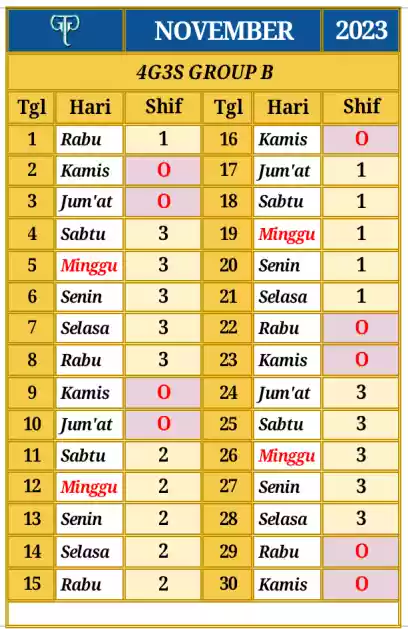 NOVEMBER 2023
4G3S GROUP B
Tgl Hari Shif Tgl Hari Shif
1 Rabu 1 16 Kamis O
2 Kamis O 17 Jum'at 1
3 Jum'at O 18 Sabtu 1
4 Sabtu 3 19 Minggu 1
5 Minggu 3 20 Senin 1
6 Senin 3 21 Selasa 1
7 Selasa 3 22 Rabu O
8 Rabu 3 23 Kamis O
9 Kamis O 24 Jum'at 3
10 Jum'at O 25 Sabtu 3
11 Sabtu 2 26 Minggu 3
12 Minggu 2 27 Senin 3
13 Senin 2 28 Selasa 3
14 Selasa 2 29 Rabu O
15 Rabu 2 30 Kamis O